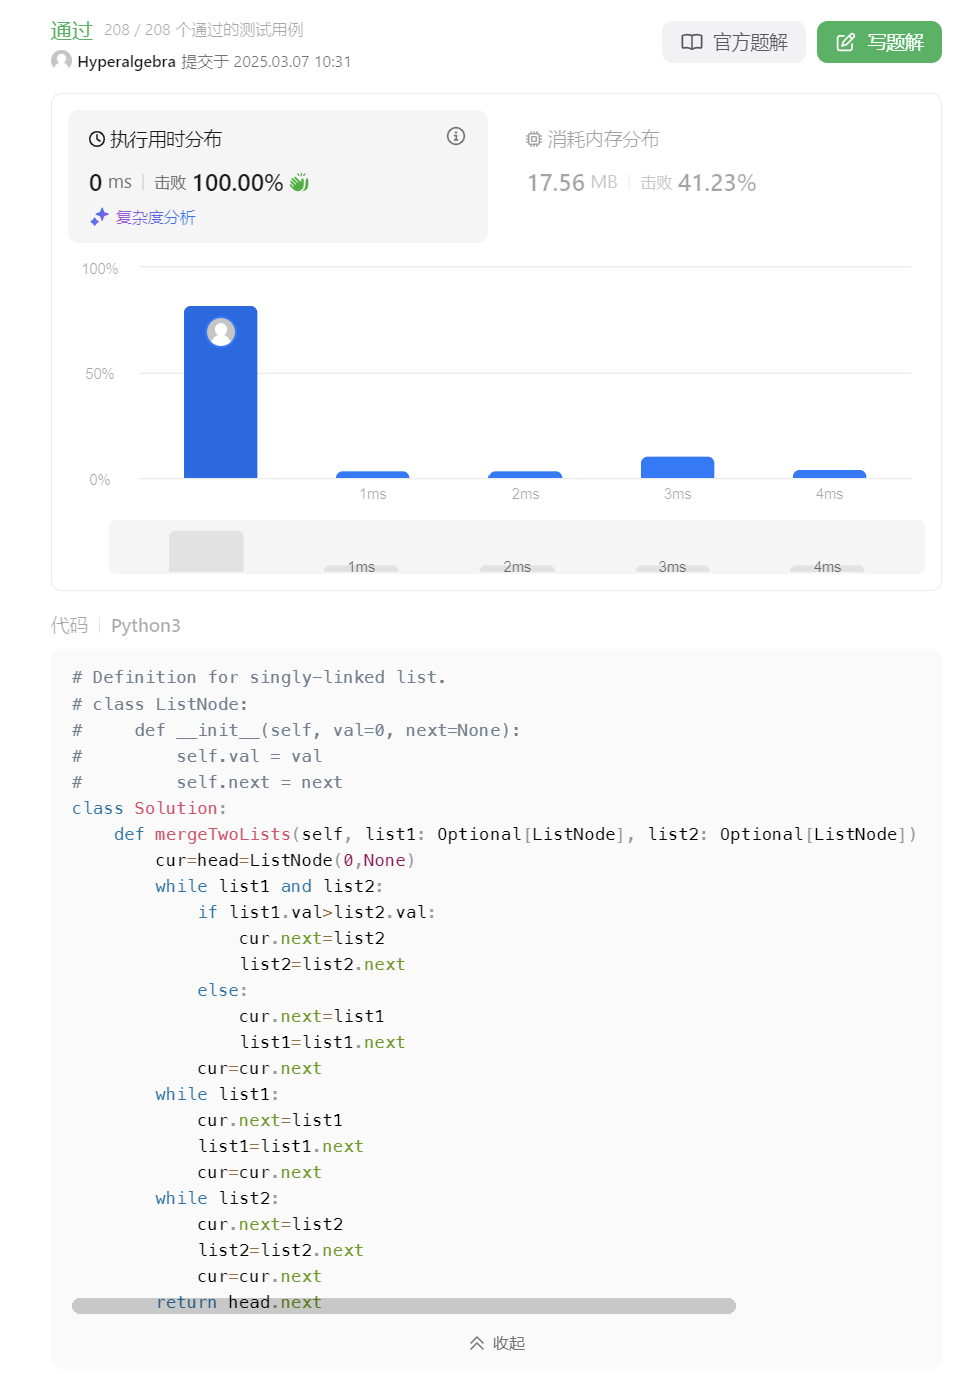 通过 208 / 208 个通过的测试用例
官方题解
写题解
Hyperalgebra 提交于 2025.03.07 10:31
执行用时分布
消耗内存分布
0 ms 击败 100.00%
17.56 MB 击败 41.23%
复杂度分析
100%
50%
0%
1ms 2ms 3ms 4ms
1ms 2ms 3ms 4ms
代码 Python3
# Definition for singly-linked list.
# class ListNode:
#     def __init__(self, val=0, next=None):
#         self.val = val
#         self.next = next
class Solution:
    def mergeTwoLists(self, list1: Optional[ListNode], list2: Optional[ListNode])
        cur=head=ListNode(0,None)
        while list1 and list2:
            if list1.val>list2.val:
                cur.next=list2
                list2=list2.next
            else:
                cur.next=list1
                list1=list1.next
            cur=cur.next
        while list1:
            cur.next=list1
            list1=list1.next
            cur=cur.next
        while list2:
            cur.next=list2
            list2=list2.next
            cur=cur.next
        return head.next
收起